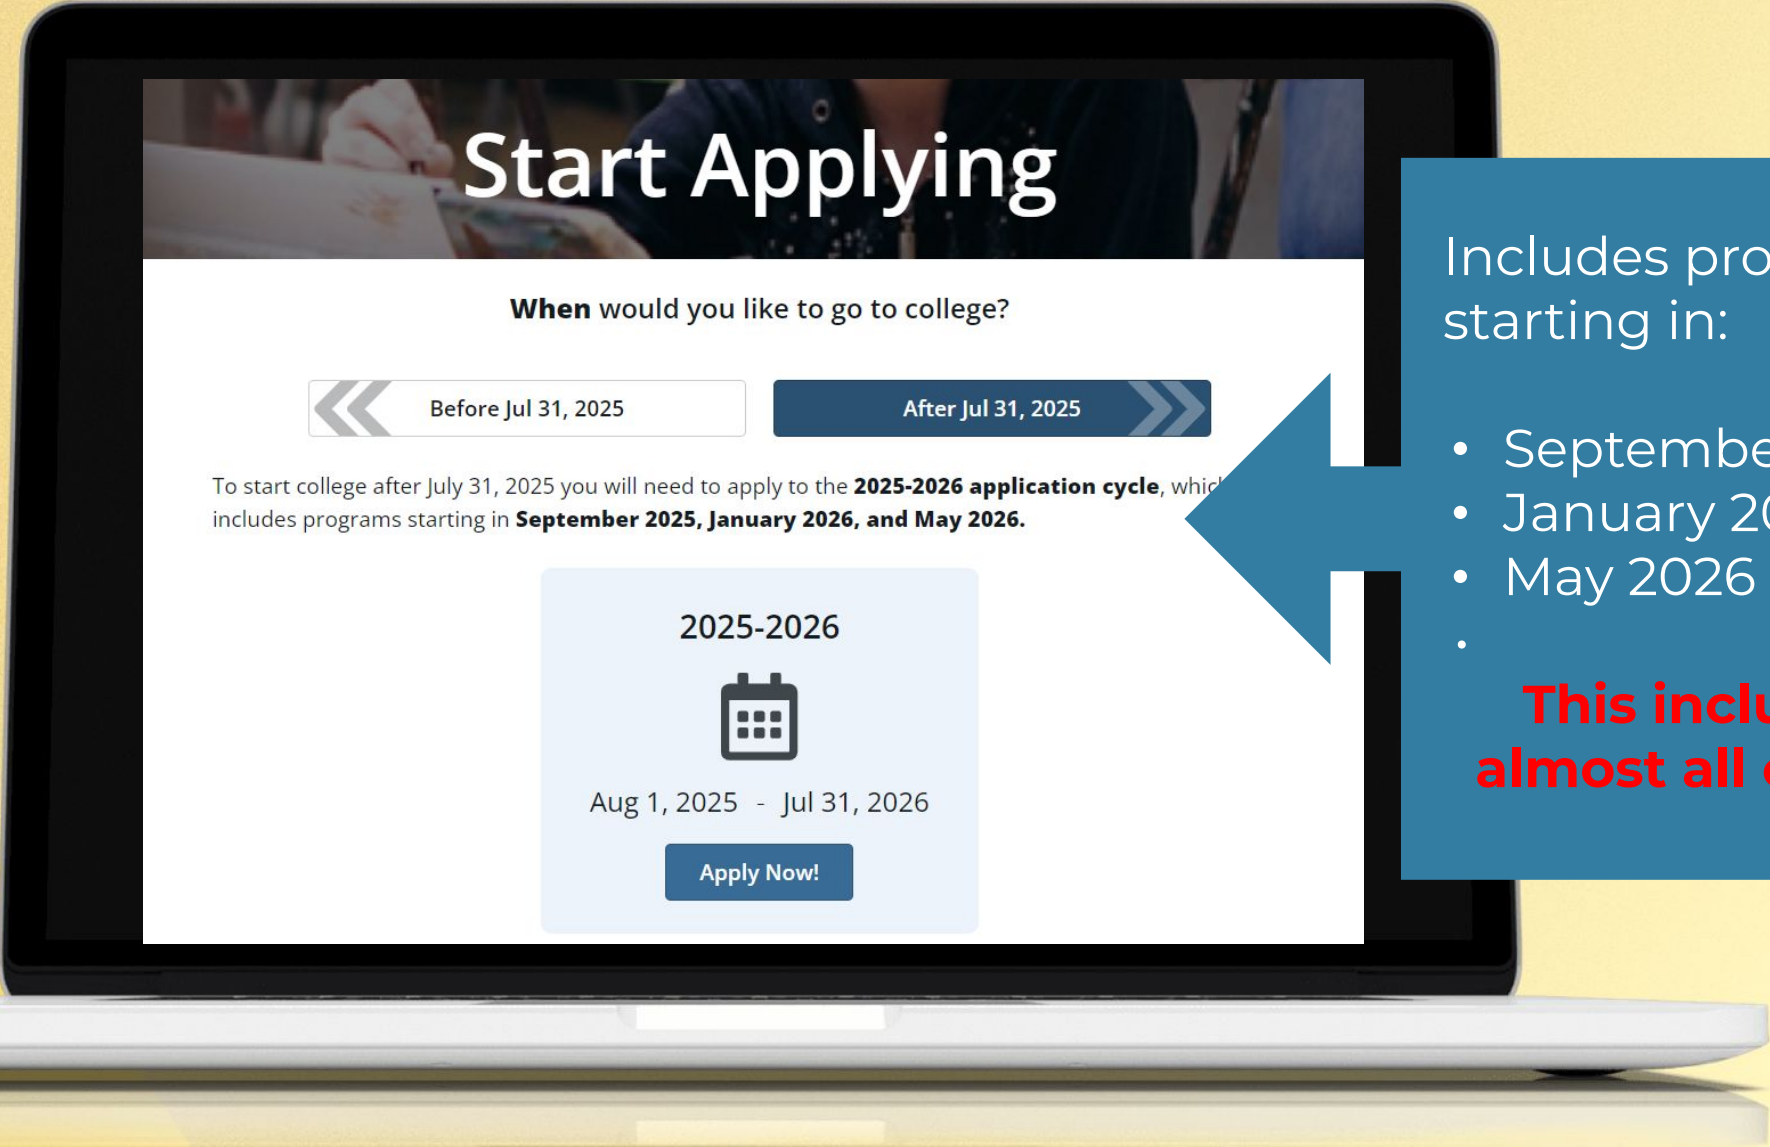 Start Applying
When would you like to go to college?
Before Jul 31, 2025
After Jul 31, 2025
To start college after July 31, 2025 you will need to apply to the 2025-2026 application cycle,
includes programs starting in September 2025, January 2026, and May 2026.
2025-2026
Aug 1, 2025 - Jul 31, 2026
Apply Now!
Includes
starting in:
•
• January
• May 2026
•
This
almost all